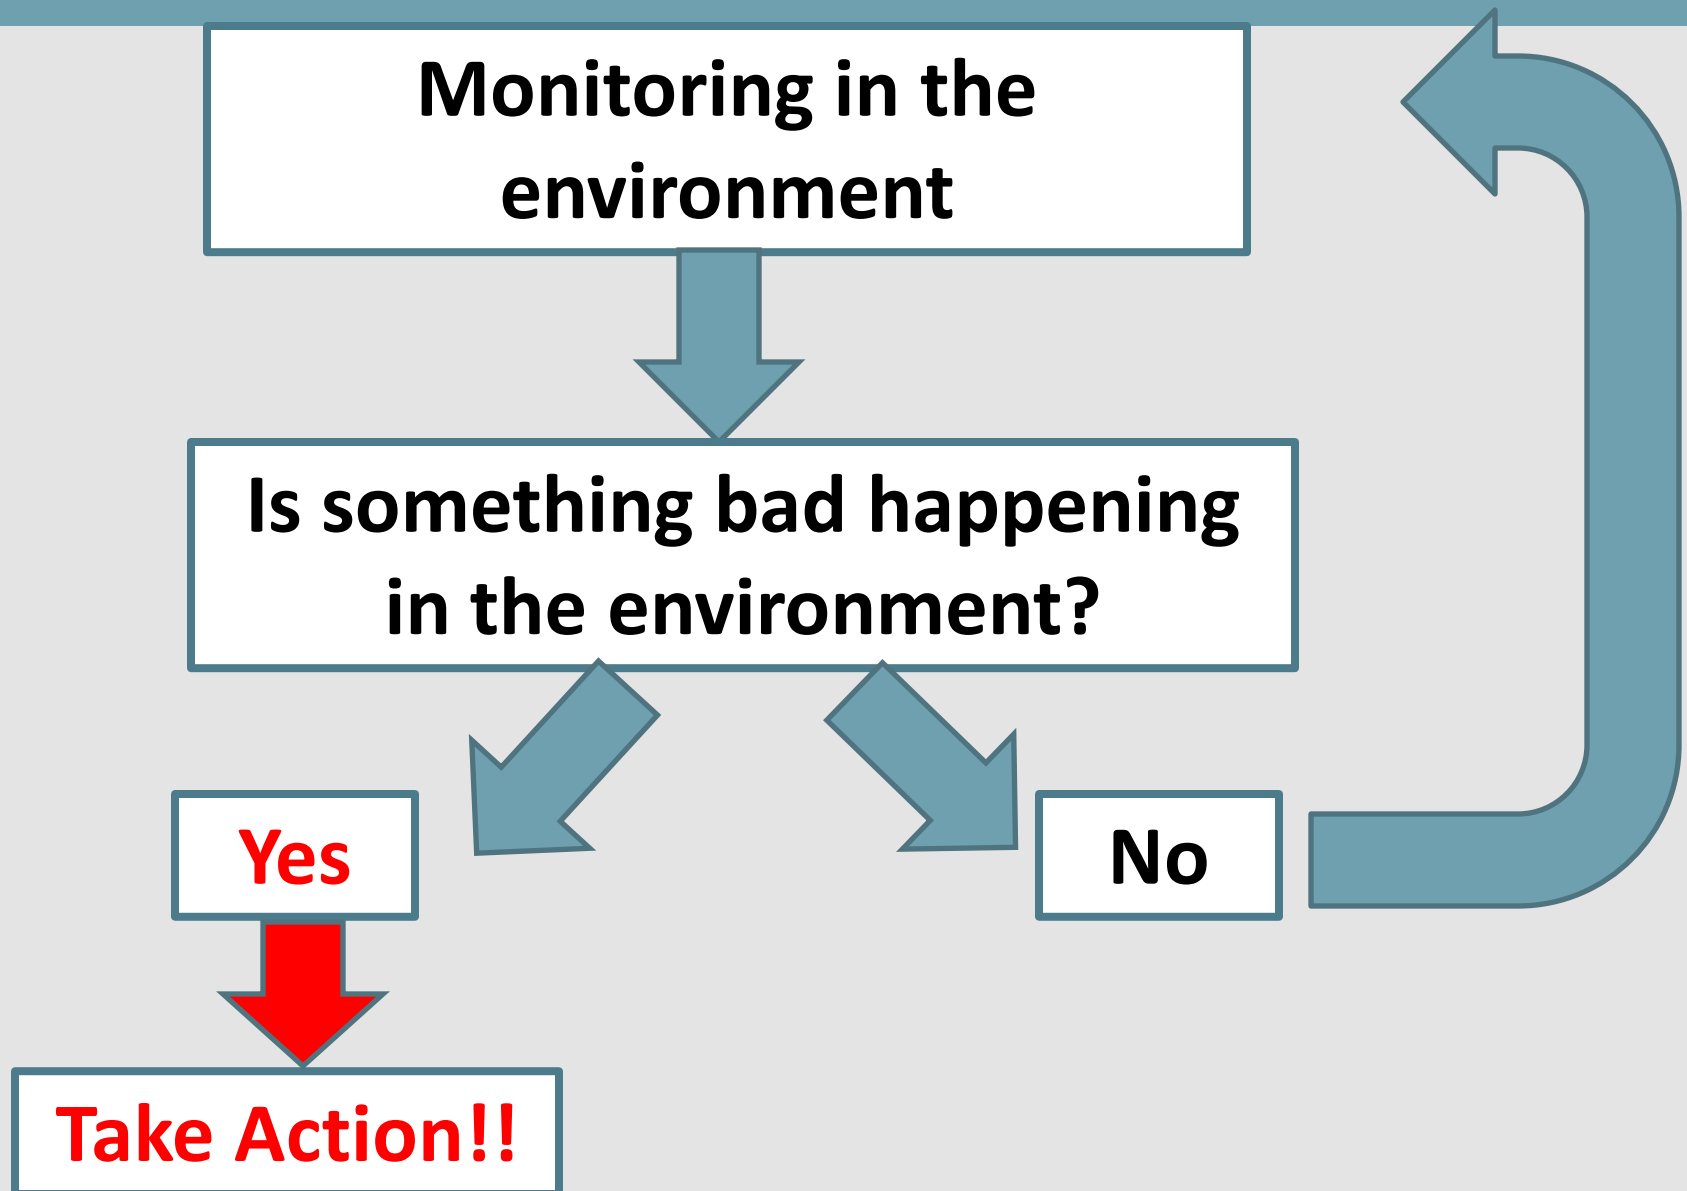 Monitoring in the
environment
Is something bad happening
in the environment?
Yes
No
Take Action!!